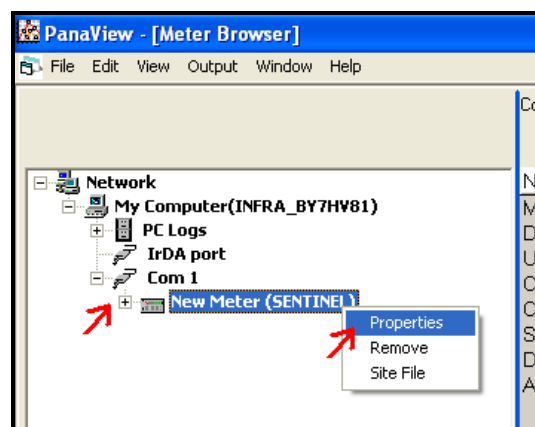 PanaView - [Meter Browser]
File Edit View Output Window Help
Network
My Computer(INFRA_BY7HV81)
PC Logs
IrDA port
Com 1
New Meter (SENTINEL)
Properties
Remove
Site File